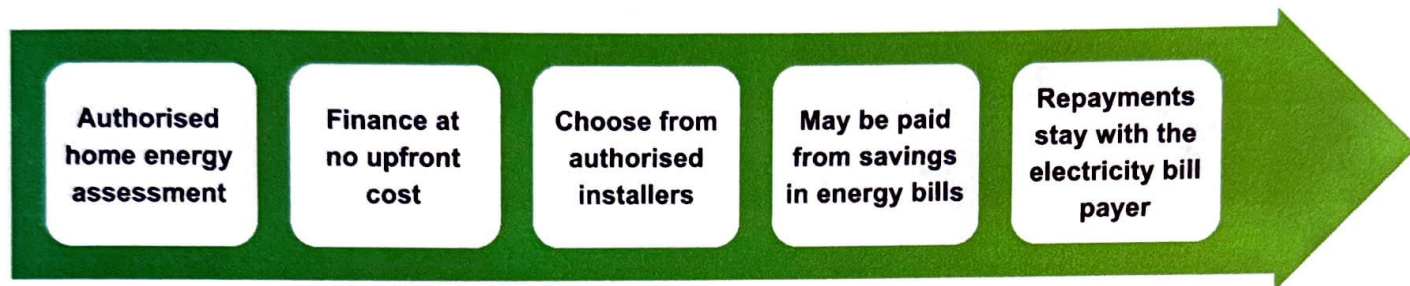 Authorised
home energy
assessment
Finance at
no upfront
cost
Choose from
authorised
installers
May be paid
from savings
in energy bills
Repayments
stay with the
electricity bill
payer